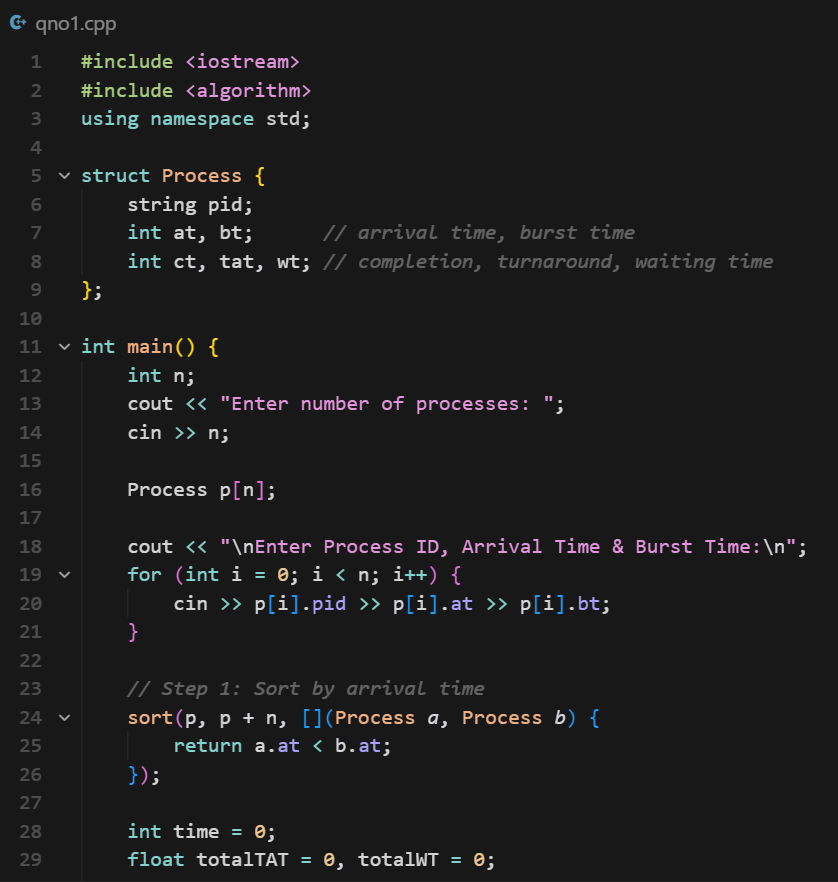 qno1.cpp
1 #include <iostream>
2 #include <algorithm>
3 using namespace std;
4
5 struct Process {
6     string pid;
7     int at, bt;      // arrival time, burst time
8     int ct, tat, wt; // completion, turnaround, waiting time
9 };
10
11 int main() {
12     int n;
13     cout << "Enter number of processes: ";
14     cin >> n;
15
16     Process p[n];
17
18     cout << "\nEnter Process ID, Arrival Time & Burst Time:\n";
19     for (int i = 0; i < n; i++) {
20         cin >> p[i].pid >> p[i].at >> p[i].bt;
21     }
22
23     // Step 1: Sort by arrival time
24     sort(p, p + n, [](Process a, Process b) {
25         return a.at < b.at;
26     });
27
28     int time = 0;
29     float totalTAT = 0, totalWT = 0;